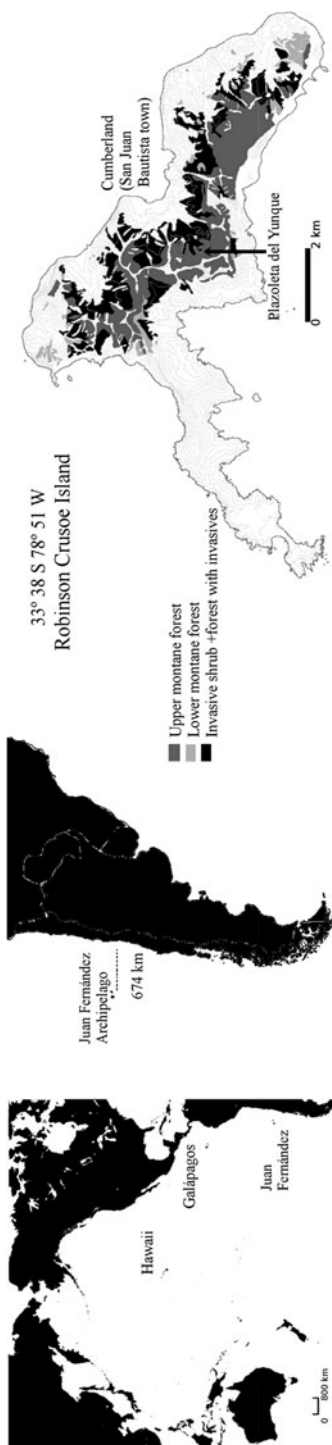 Hawaii
Galápagos
Juan
Fernández
0 800 km
Juan Fernández
Archipelago
674 km
33º 38 S 78º 51 W
Robinson Crusoe Island
Upper montane forest
Lower montane forest
Invasive shrub +forest with invasives
Cumberland
(San Juan
Bautista town)
Plazoleta del Yunque
0 2 km